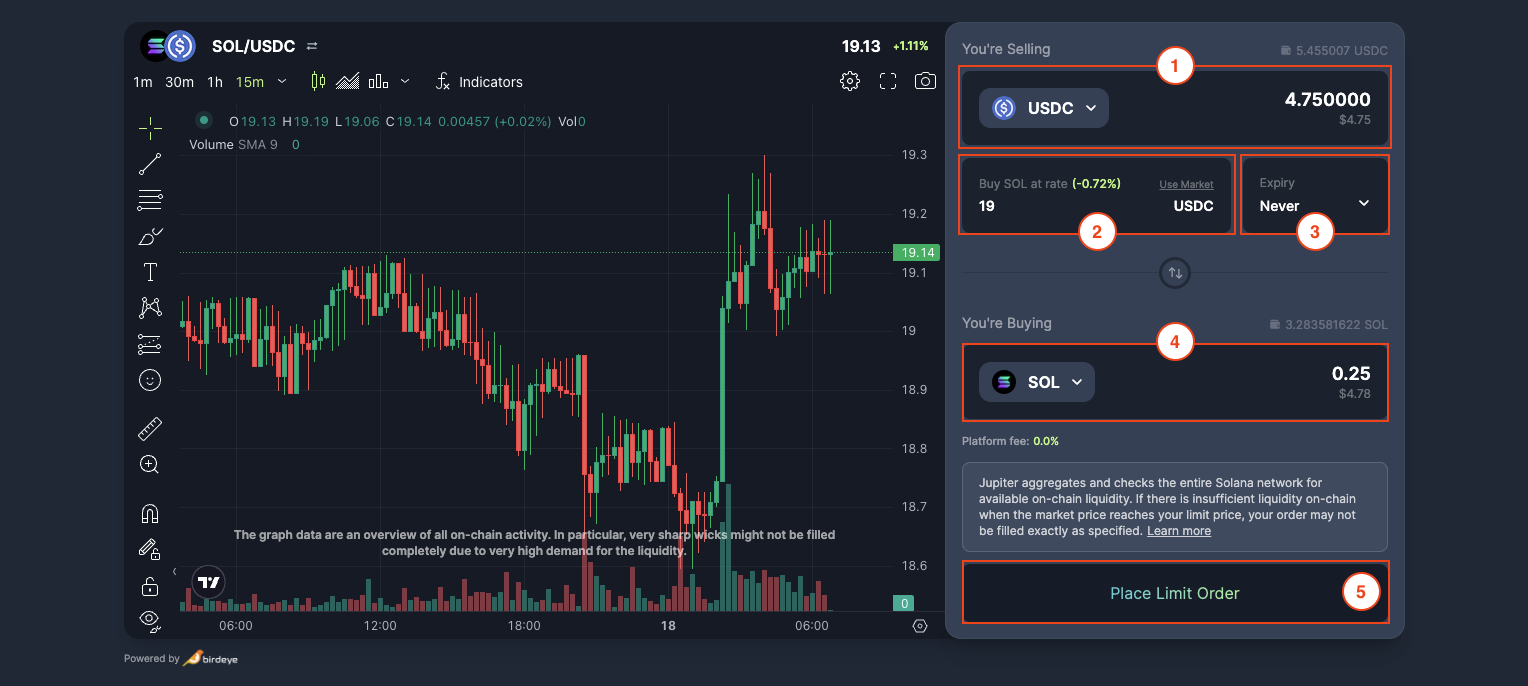 SOL/USDC
19.13 +1.11%
1m 30m 1h 15m Indicators
O19.13 H19.19 L19.06 C19.14 0.00457 (+0.02%) Vol0
Volume SMA 9 0
19.3
19.2
19.14
19.1
19
18.9
18.8
18.7
18.6
The graph data are an overview of all on-chain activity. In particular, very sharp wicks might not be filled
completely due to very high demand for the liquidity.
0
06:00 12:00 18:00 18 06:00
Powered by birdeye
You're Selling 5.455007 USDC
1
USDC 4.750000
$4.75
Buy SOL at rate (-0.72%) Use Market
19 USDC
2
Expiry
Never
3
You're Buying 3.283581622 SOL
4
SOL 0.25
$4.78
Platform fee: 0.0%
Jupiter aggregates and checks the entire Solana network for
available on-chain liquidity. If there is insufficient liquidity on-chain
when the market price reaches your limit price, your order may not
be filled exactly as specified. Learn more
Place Limit Order 5